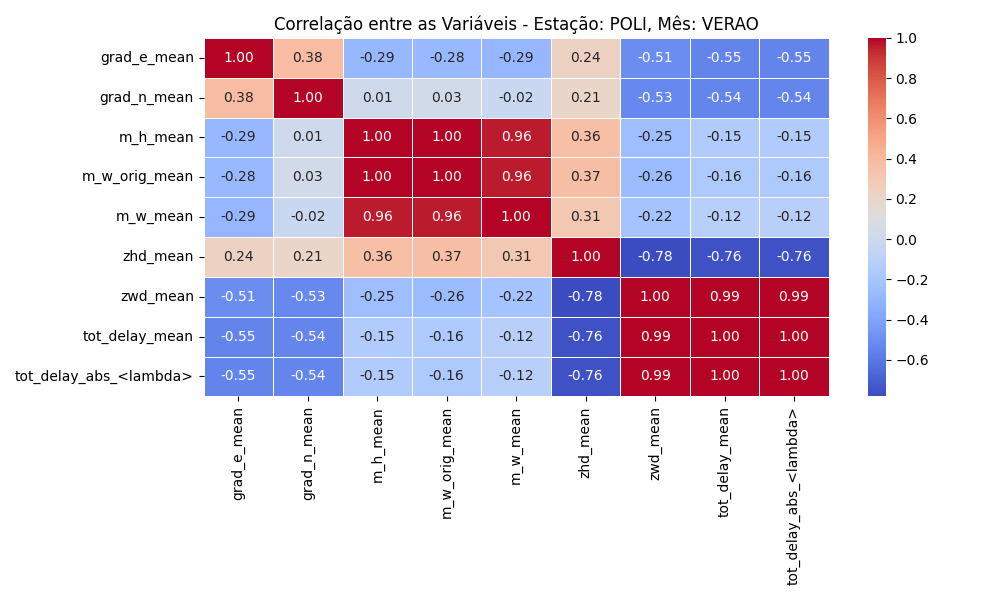 Correlação entre as Variáveis - Estação: POLI, Mês: VERAO
grad_e_mean 1.00 0.38 -0.29 -0.28 -0.29 0.24 -0.51 -0.55 -0.55
grad_n_mean 0.38 1.00 0.01 0.03 -0.02 0.21 -0.53 -0.54 -0.54
m_h_mean -0.29 0.01 1.00 1.00 0.96 0.36 -0.25 -0.15 -0.15
m_w_orig_mean -0.28 0.03 1.00 1.00 0.96 0.37 -0.26 -0.16 -0.16
m_w_mean -0.29 -0.02 0.96 0.96 1.00 0.31 -0.22 -0.12 -0.12
zhd_mean 0.24 0.21 0.36 0.37 0.31 1.00 -0.78 -0.76 -0.76
zwd_mean -0.51 -0.53 -0.25 -0.26 -0.22 -0.78 1.00 0.99 0.99
tot_delay_mean -0.55 -0.54 -0.15 -0.16 -0.12 -0.76 0.99 1.00 1.00
tot_delay_abs_<lambda> -0.55 -0.54 -0.15 -0.16 -0.12 -0.76 0.99 1.00 1.00
grad_e_mean
grad_n_mean
m_h_mean
m_w_orig_mean
m_w_mean
zhd_mean
zwd_mean
tot_delay_mean
tot_delay_abs_<lambda>
1.0
0.8
0.6
0.4
0.2
0.0
−0.2
−0.4
−0.6